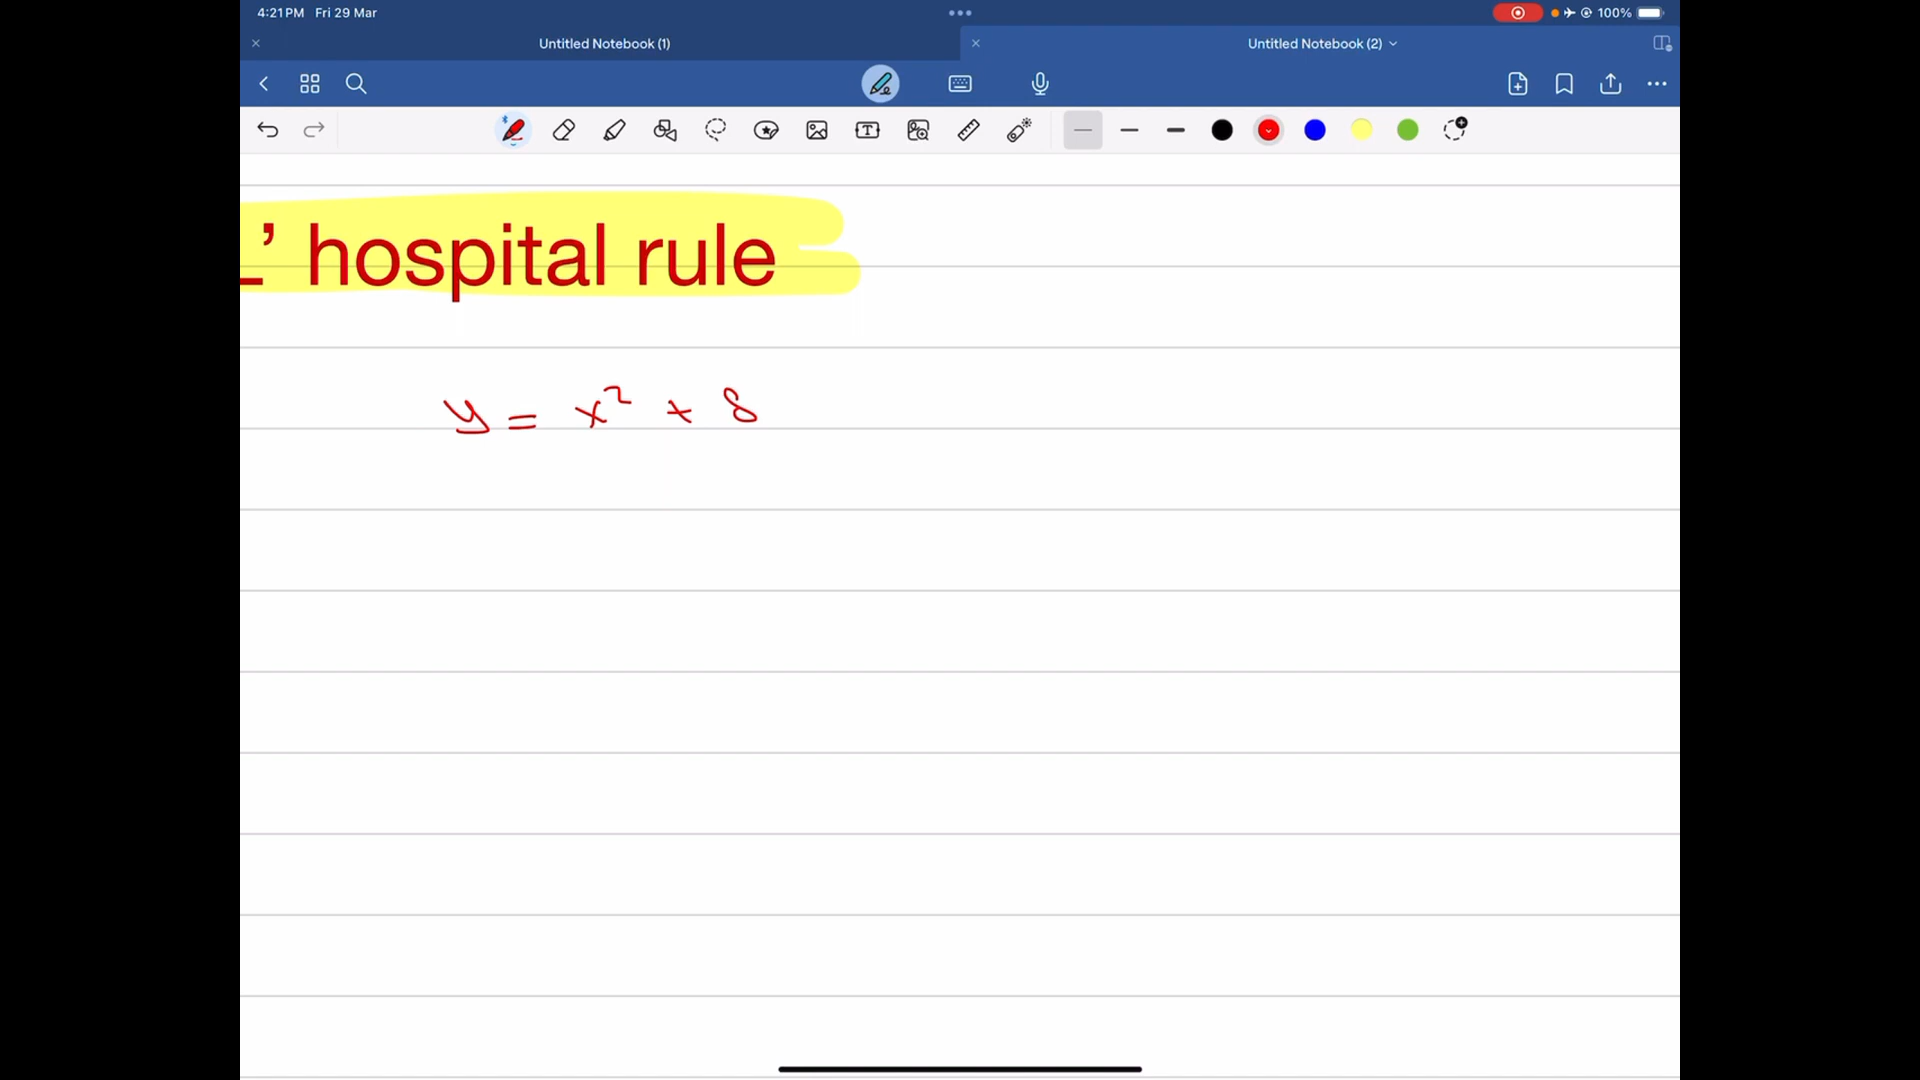 4:21 PM Fri 29 Mar
100%
Untitled Notebook (1)
Untitled Notebook (2)
L’ hospital rule
y = x² + 8